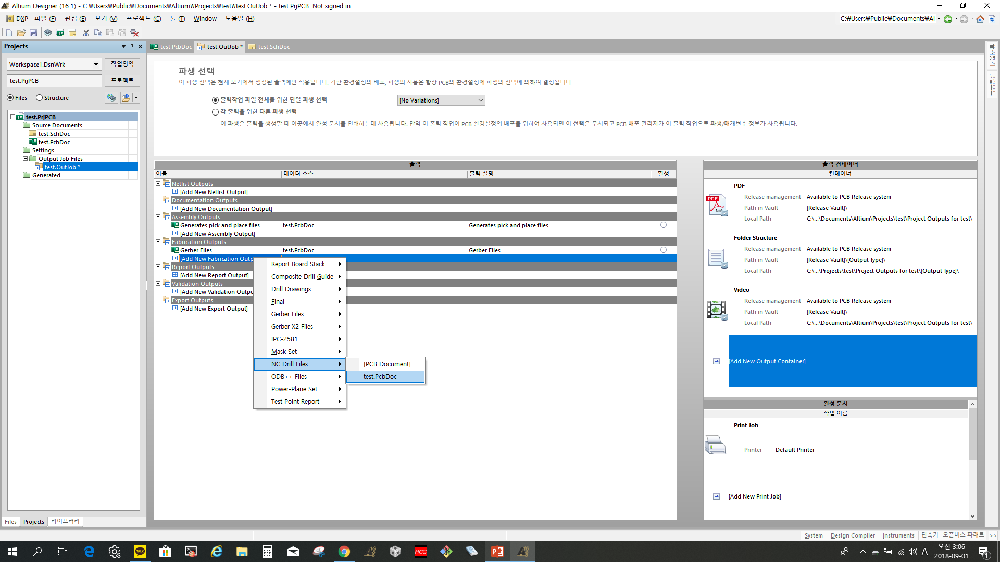 Altium Designer (16.1) - C:₩Users₩Public₩Documents₩Altium₩Projects₩test₩test.OutJob * - test.PrjPCB. Not signed in.
DXP 파일 (F) 편집 (E) 보기 (V) 프로젝트 (C) 툴 (T) Window 도움말 (H)
C:₩Users₩Public₩Documents₩Al
Projects
test.PcbDoc test.OutJob * test.SchDoc
Workspace1.DsnWrk 작업영역
test.PrjPCB 프로젝트
Files Structure
test.PrjPCB
Source Documents
test.SchDoc
test.PcbDoc
Settings
Output Job Files
test.OutJob *
Generated
Files Projects 라이브러리
파생 선택
이 파생 선택은 현재 보기에서 생성된 출력에만 적용됩니다. 기판 환경설정의 배포, 파생의 사용은 항상 PCB의 환경설정에 파생의 선택에 의하여 결정됩니다
출력작업 파일 전체를 위한 단일 파생 선택 [No Variations]
각 출력을 위한 다른 파생 선택
이 파생은 출력을 생성할 때 이곳에서 완성 문서를 인쇄하는데 사용됩니다. 만약 이 출력 작업이 PCB 환경설정의 배포를 위하여 사용되면 이 선택은 무시되고 PCB 배포 관리자가 이 출력 작업으로 파생/매개변수 정보가 사용됩니다.
출력
이름 데이터 소스 출력 설명 활성
Netlist Outputs
[Add New Netlist Output]
Documentation Outputs
[Add New Documentation Output]
Assembly Outputs
Generates pick and place files test.PcbDoc Generates pick and place files
[Add New Assembly Output]
Fabrication Outputs
Gerber Files test.PcbDoc Gerber Files
[Add New Fabrication Output]
Report Outputs
[Add New Report Output]
Validation Outputs
[Add New Validation Outpu
Export Outputs
[Add New Export Output]
Report Board Stack
Composite Drill Guide
Drill Drawings
Final
Gerber Files
Gerber X2 Files
IPC-2581
Mask Set
NC Drill Files
ODB++ Files
Power-Plane Set
Test Point Report
[PCB Document]
test.PcbDoc
출력 컨테이너
컨테이너
PDF
Release management Available to PCB Release system
Path in Vault [Release Vault]\
Local Path C:\...\Documents\Altium\Projects\test\Project Outputs for test\
Folder Structure
Release management Available to PCB Release system
Path in Vault [Release Vault]\[Output Type]\
Local Path C:\...\Projects\test\Project Outputs for test\[Output Type]\
Video
Release management Available to PCB Release system
Path in Vault [Release Vault]\
Local Path C:\...\Documents\Altium\Projects\test\Project Outputs for test\
[Add New Output Container]
완성 문서
작업 이름
Print Job
Printer Default Printer
[Add New Print Job]
즐겨찾기
클립보드
System Design Compiler Instruments 단축키 오픈버스 파래트 >>
PDF
Adob
TALK
HCG
16
16
A
오전 3:06
2018-09-01
1